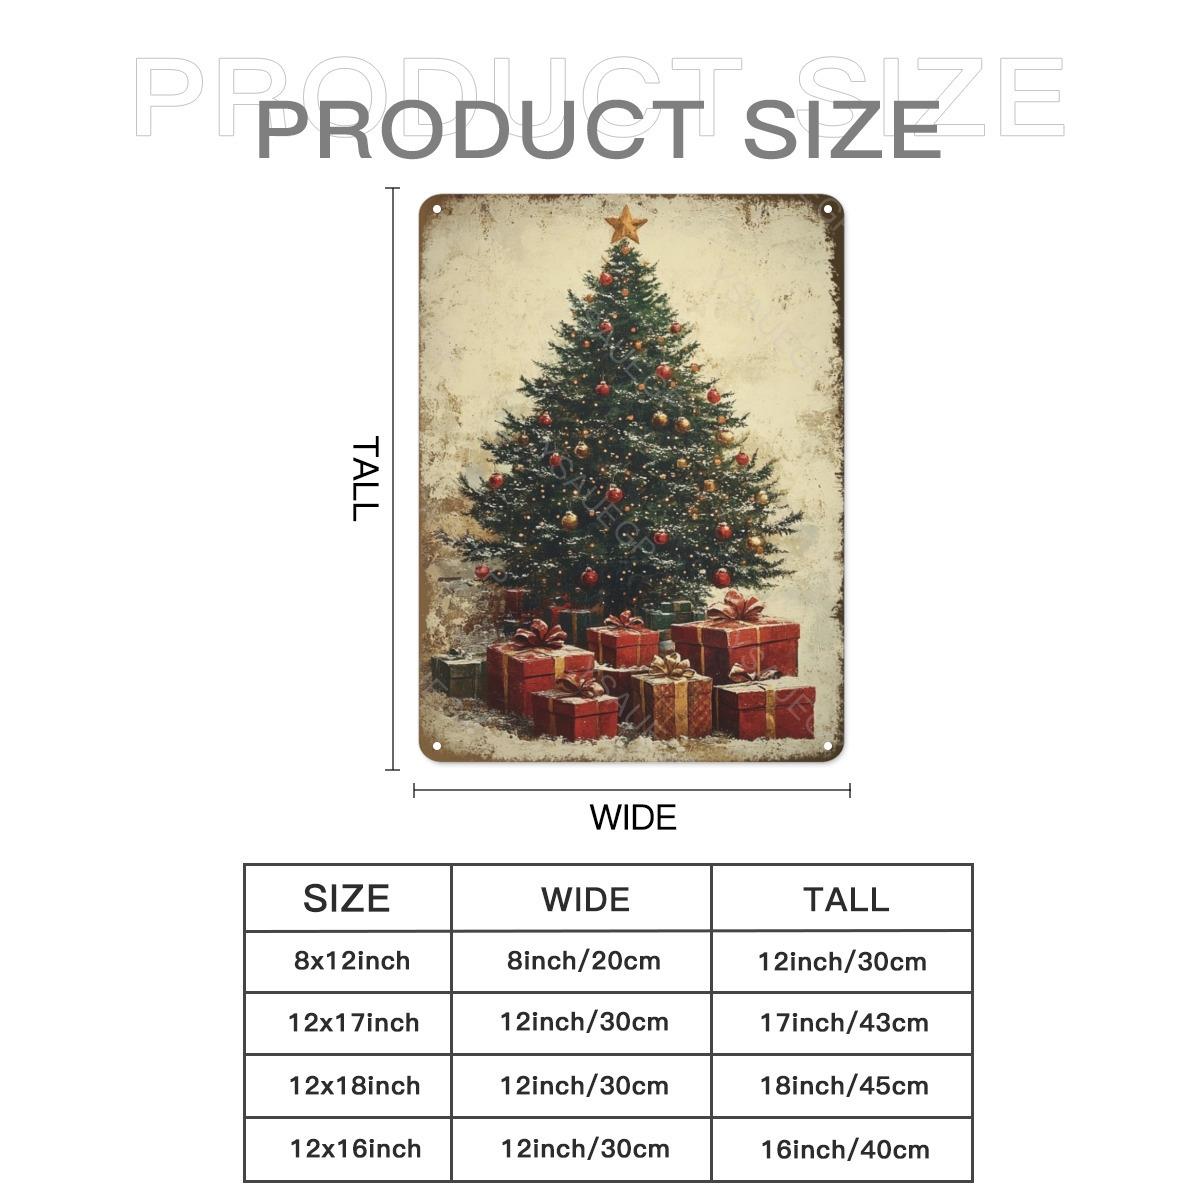 PRODUCT SIZE
PRODUCT SIZE
TALL
WIDE
SIZE WIDE TALL
8x12inch 8inch/20cm 12inch/30cm
12x17inch 12inch/30cm 17inch/43cm
12x18inch 12inch/30cm 18inch/45cm
12x16inch 12inch/30cm 16inch/40cm